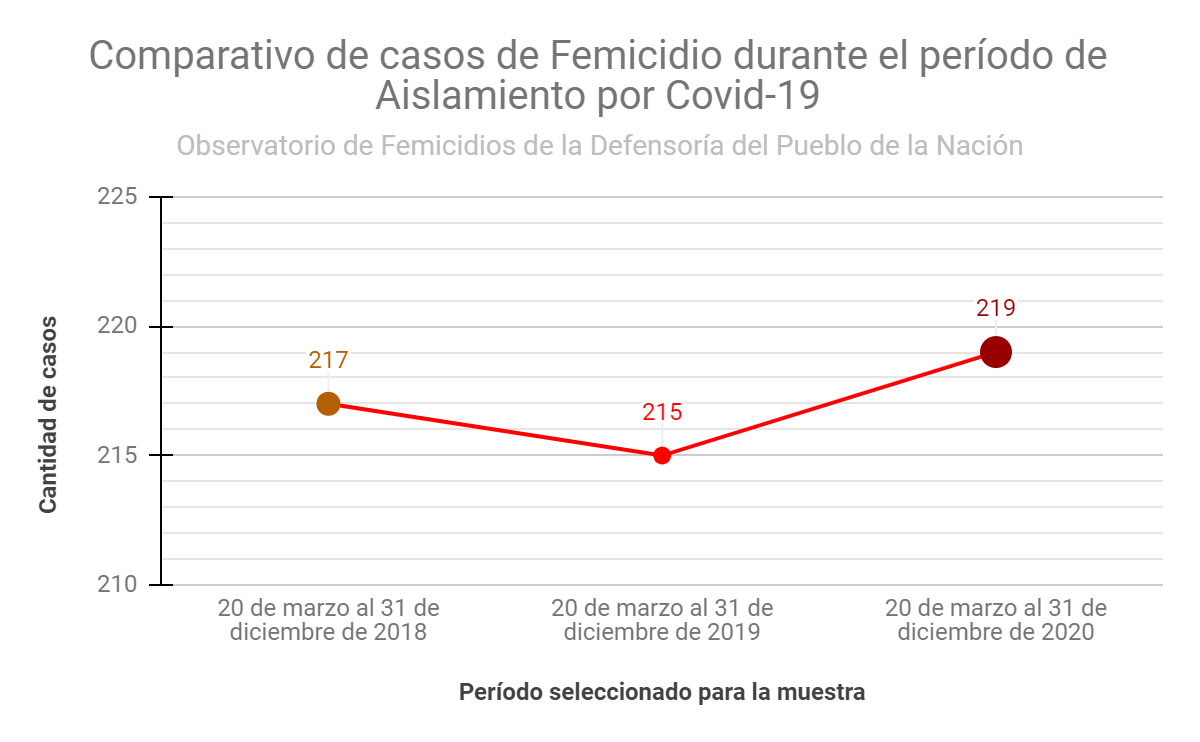 Comparativo de casos de Femicidio durante el período de
Aislamiento por Covid-19
Observatorio de Femicidios de la Defensoría del Pueblo de la Nación
225
220
215
210
Cantidad de casos
217
215
219
20 de marzo al 31 de
diciembre de 2018
20 de marzo al 31 de
diciembre de 2019
20 de marzo al 31 de
diciembre de 2020
Período seleccionado para la muestra